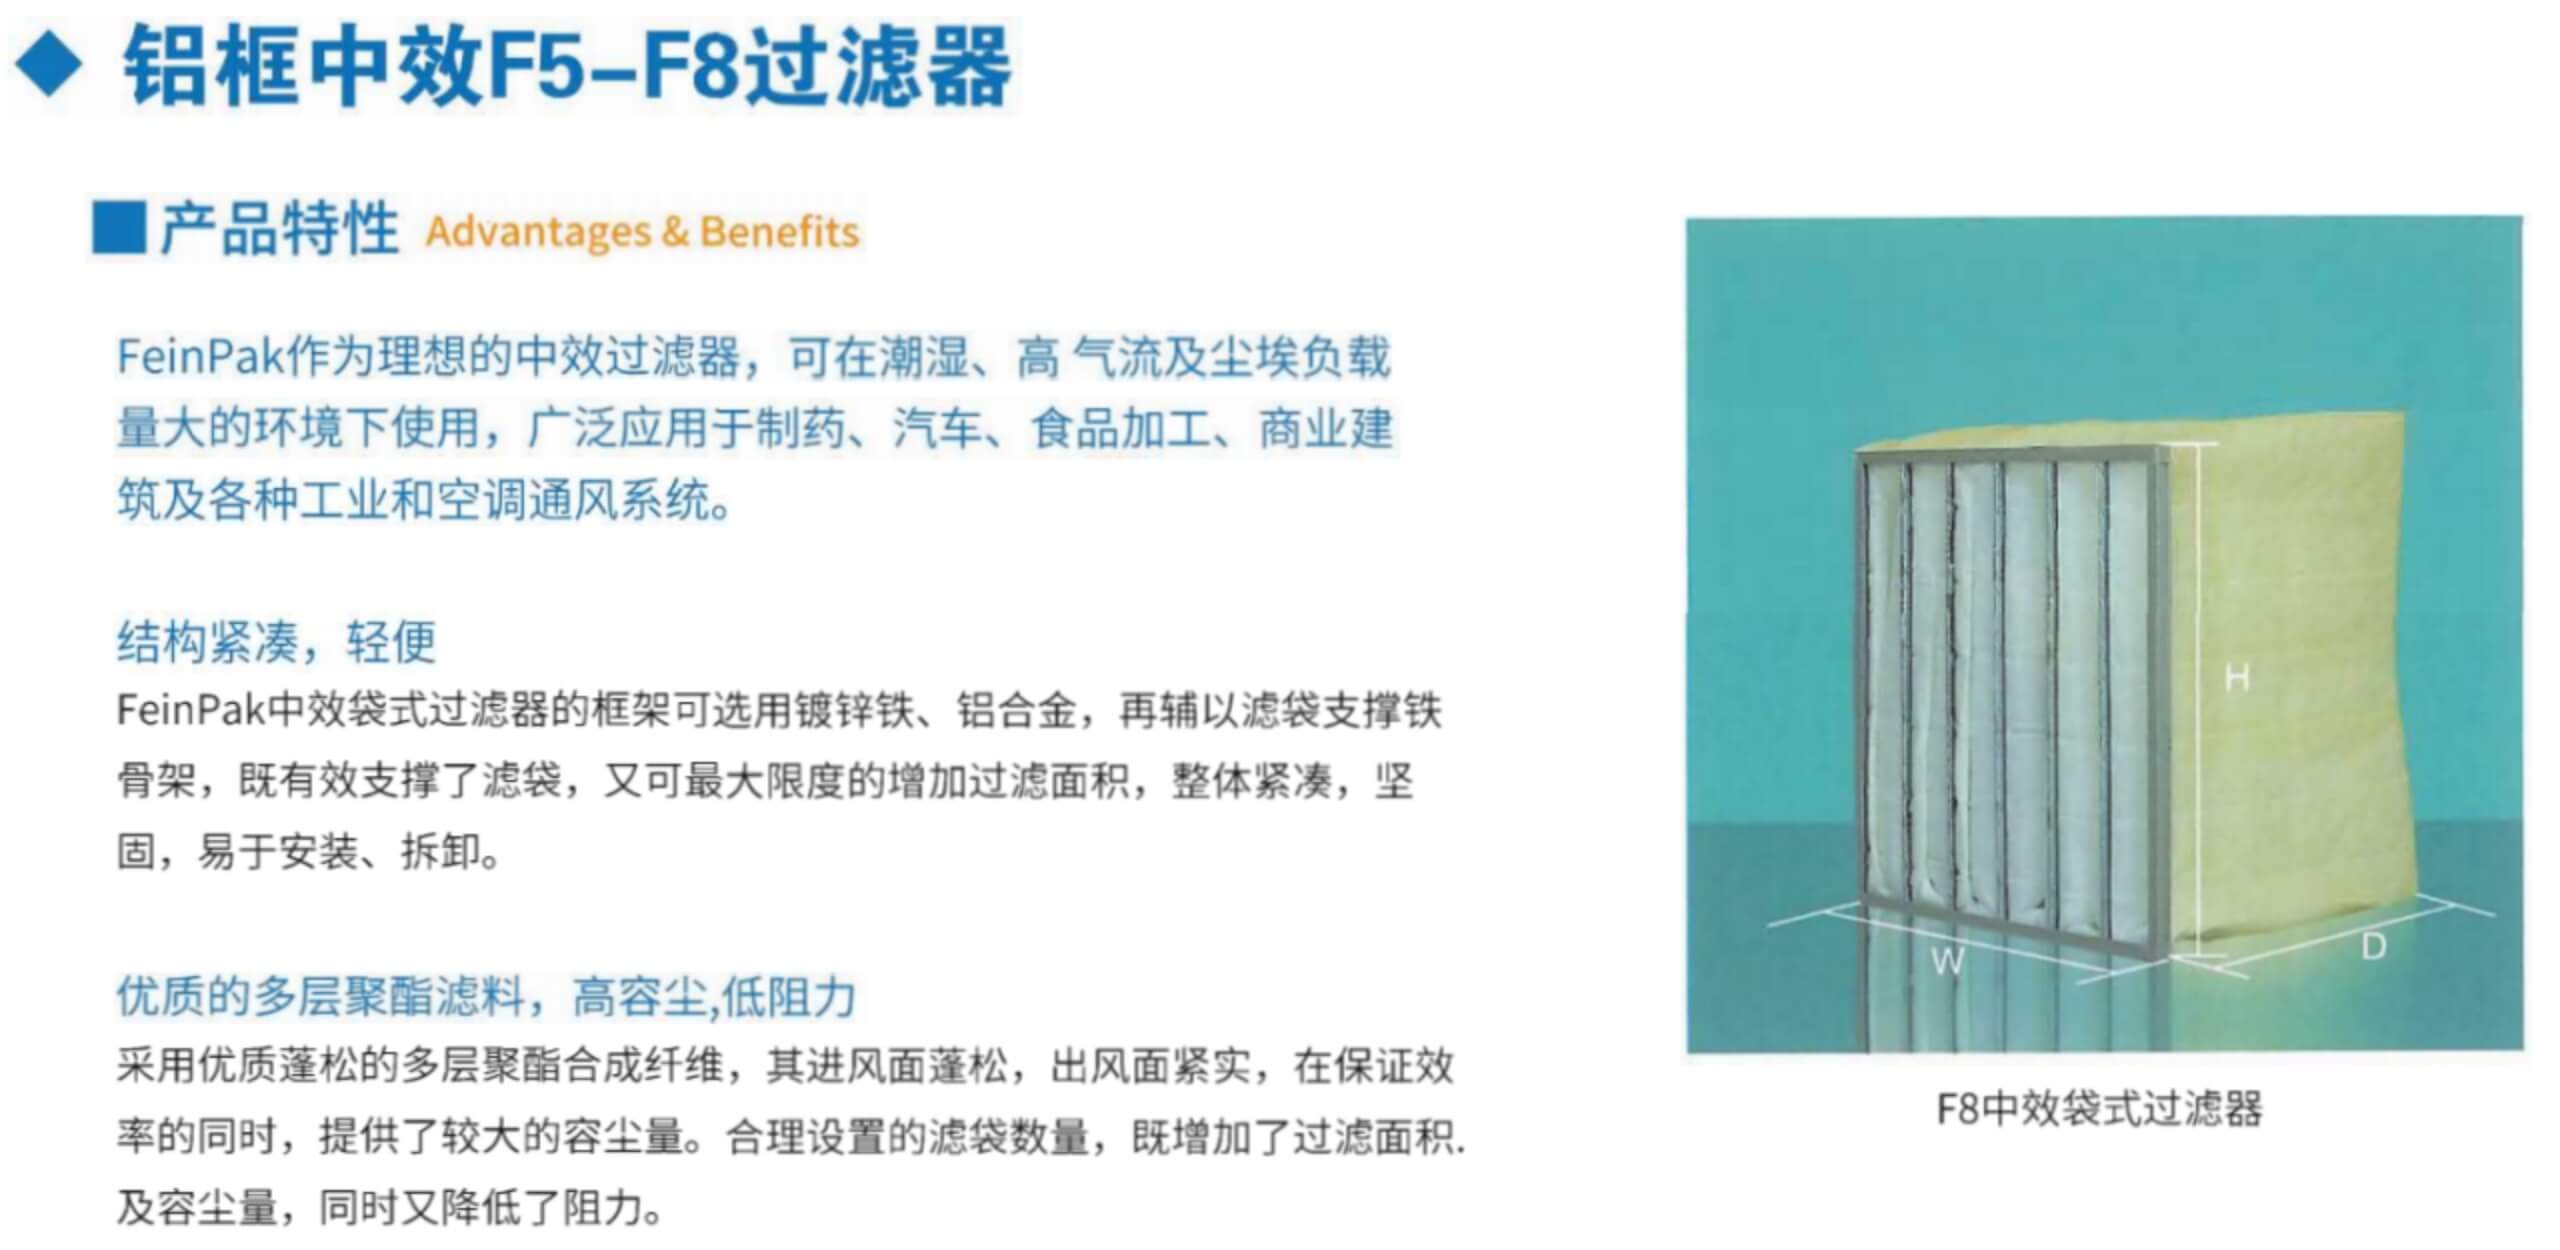 ◆ 铝框中效F5-F8过滤器
■产品特性 Advantages & Benefits
FeinPak作为理想的中效过滤器，可在潮湿、高 气流及尘埃负载
量大的环境下使用，广泛应用于制药、汽车、食品加工、商业建
筑及各种工业和空调通风系统。
结构紧凑，轻便
FeinPak中效袋式过滤器的框架可选用镀锌铁、铝合金，再辅以滤袋支撑铁
骨架，既有效支撑了滤袋，又可最大限度的增加过滤面积，整体紧凑，坚
固，易于安装、拆卸。
优质的多层聚酯滤料，高容尘,低阻力
采用优质蓬松的多层聚酯合成纤维，其进风面蓬松，出风面紧实，在保证效
率的同时，提供了较大的容尘量。合理设置的滤袋数量，既增加了过滤面积.
及容尘量，同时又降低了阻力。
H
W
D
F8中效袋式过滤器